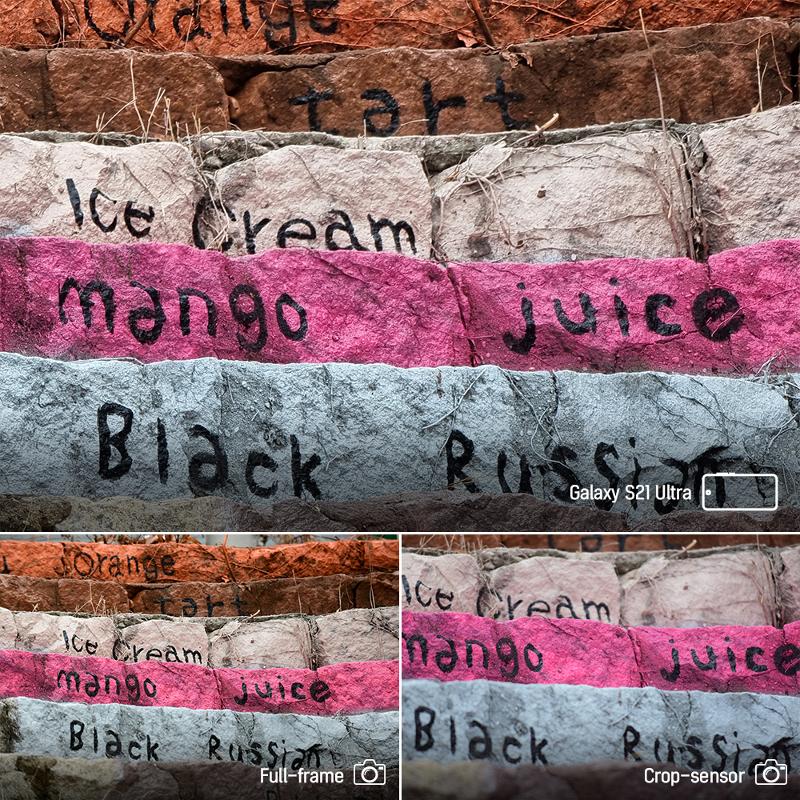 Orange
tart
Ice Cream
mango juice
Black Russian
Galaxy S21 Ultra
Orange
tart
Ice Cream
mango juice
Black Russian
Full-frame
Ice Cream
mango juice
Black Russian
Crop-sensor